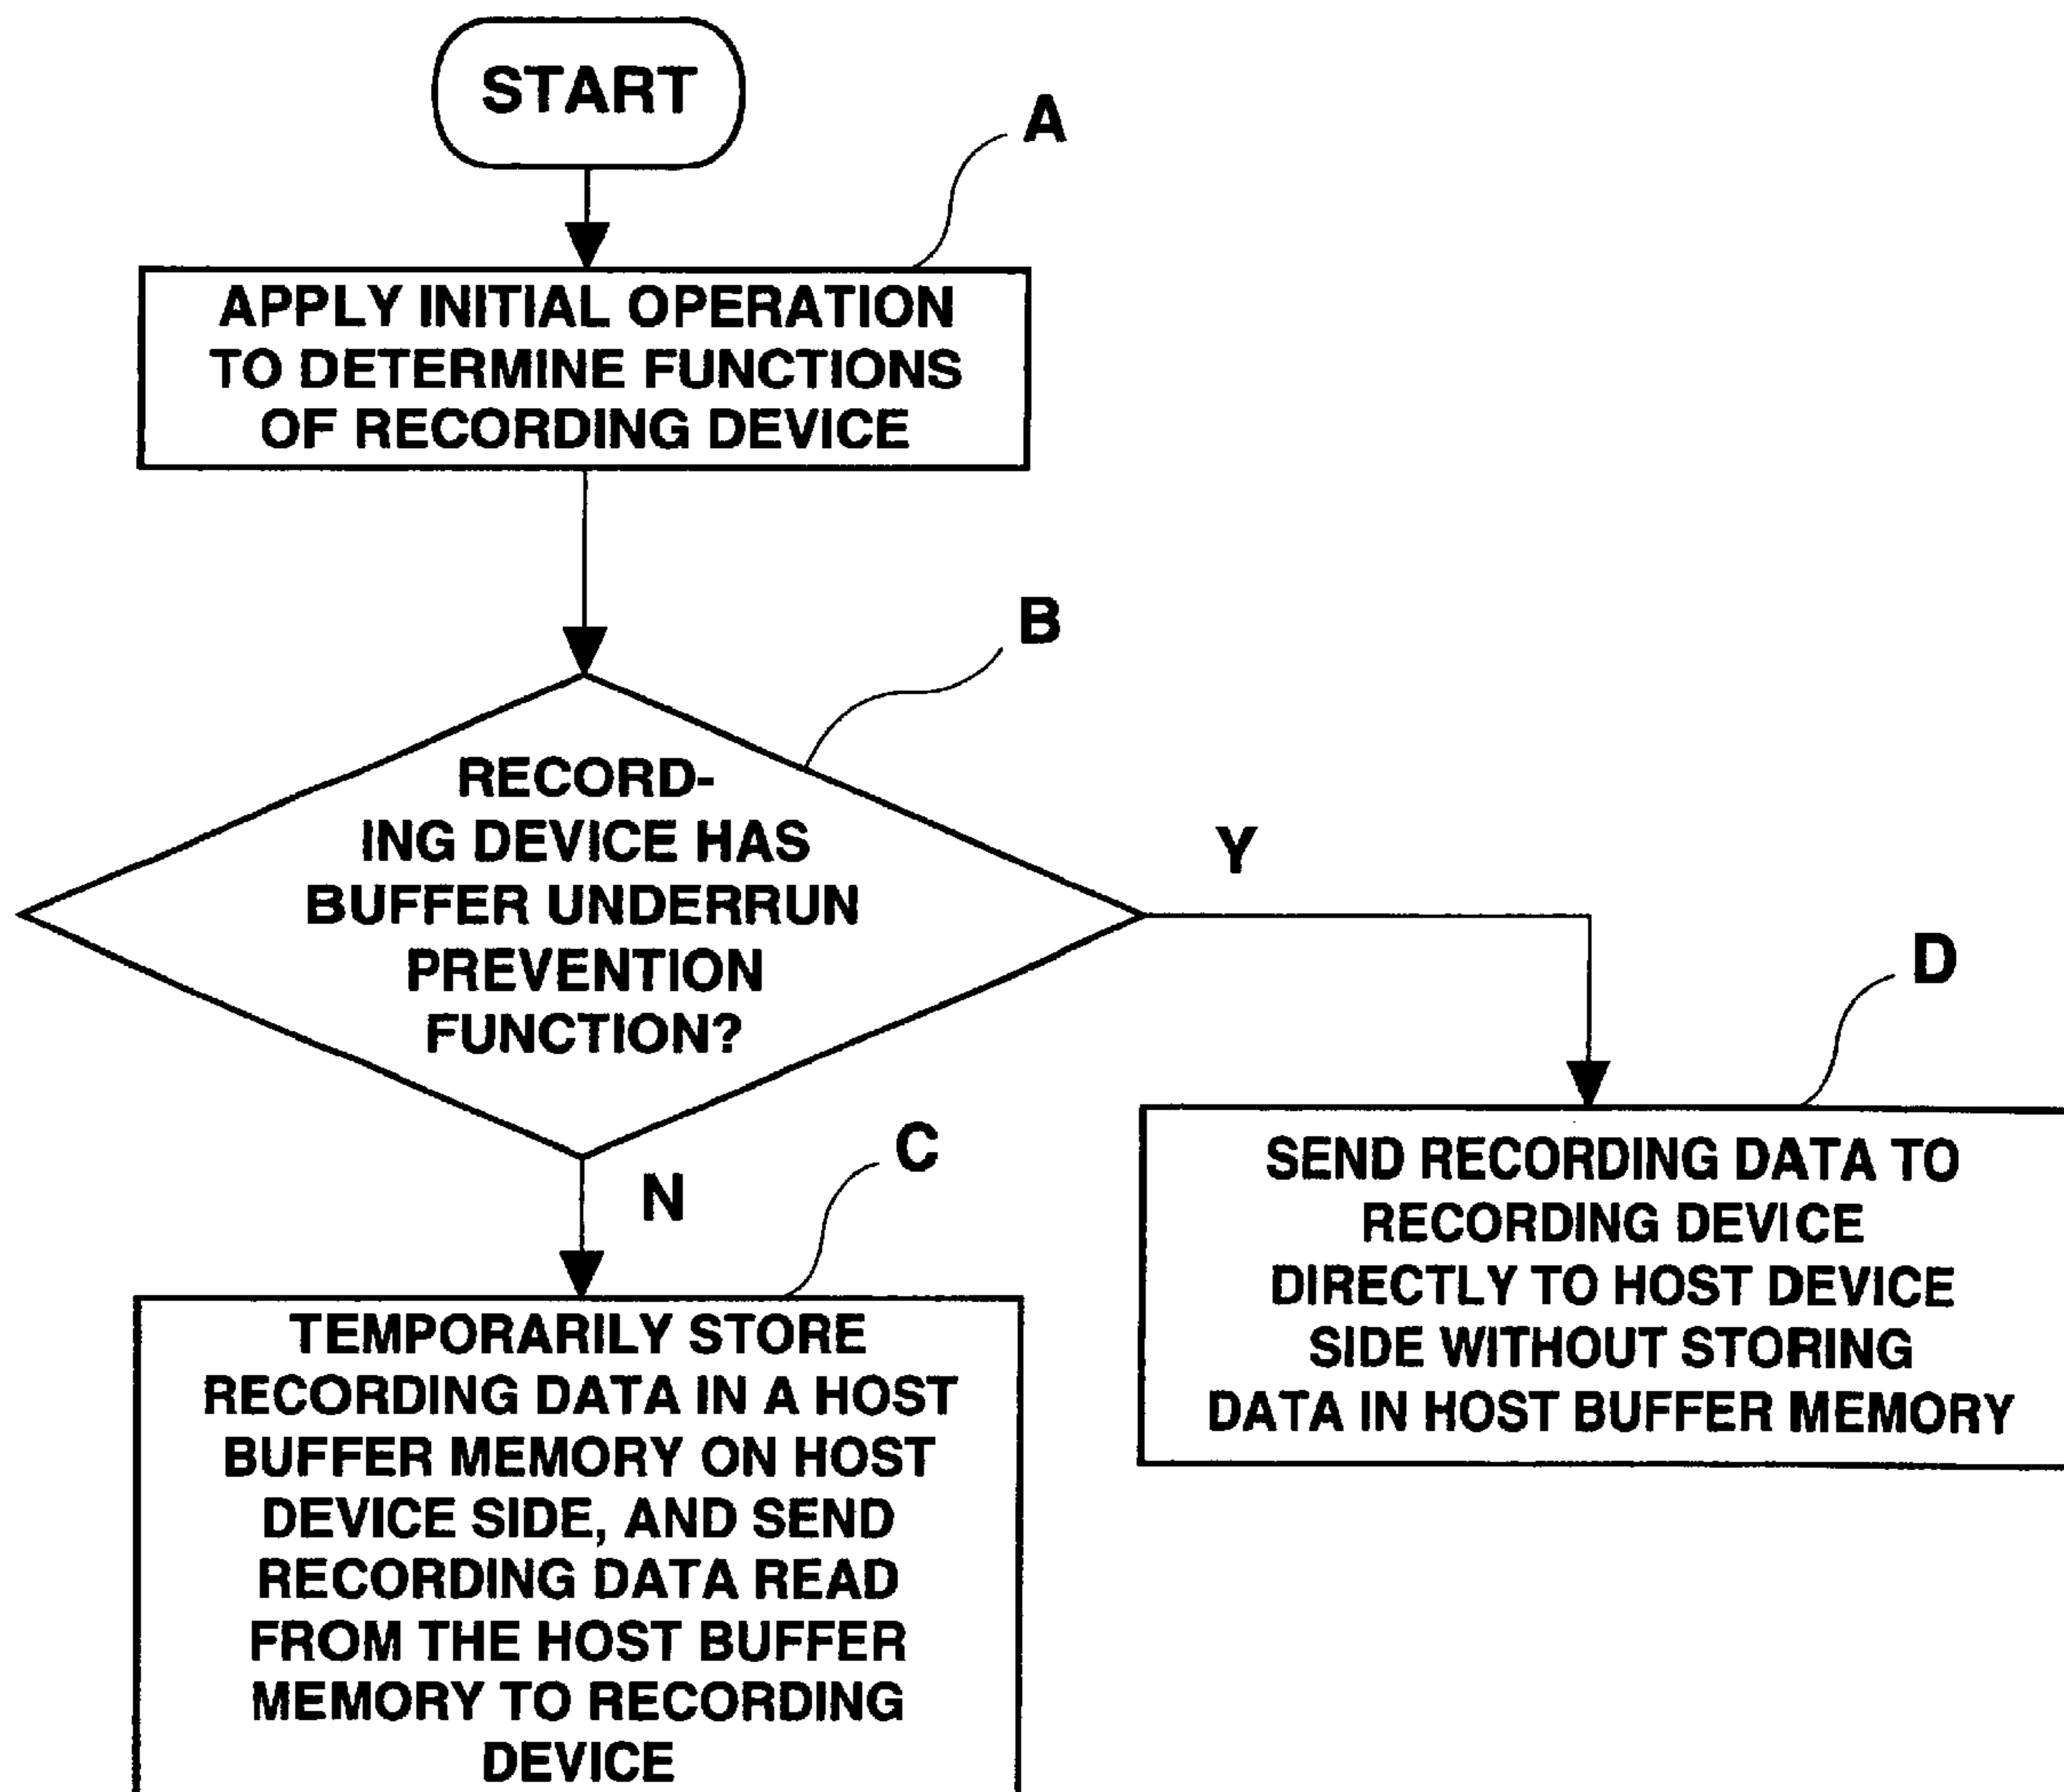 START
A
APPLY INITIAL OPERATION
TO DETERMINE FUNCTIONS
OF RECORDING DEVICE
B
RECORD-
ING DEVICE HAS
BUFFER UNDERRUN
PREVENTION
FUNCTION?
Y
N
C
TEMPORARILY STORE
RECORDING DATA IN A HOST
BUFFER MEMORY ON HOST
DEVICE SIDE, AND SEND
RECORDING DATA READ
FROM THE HOST BUFFER
MEMORY TO RECORDING
DEVICE
D
SEND RECORDING DATA TO
RECORDING DEVICE
DIRECTLY TO HOST DEVICE
SIDE WITHOUT STORING
DATA IN HOST BUFFER MEMORY